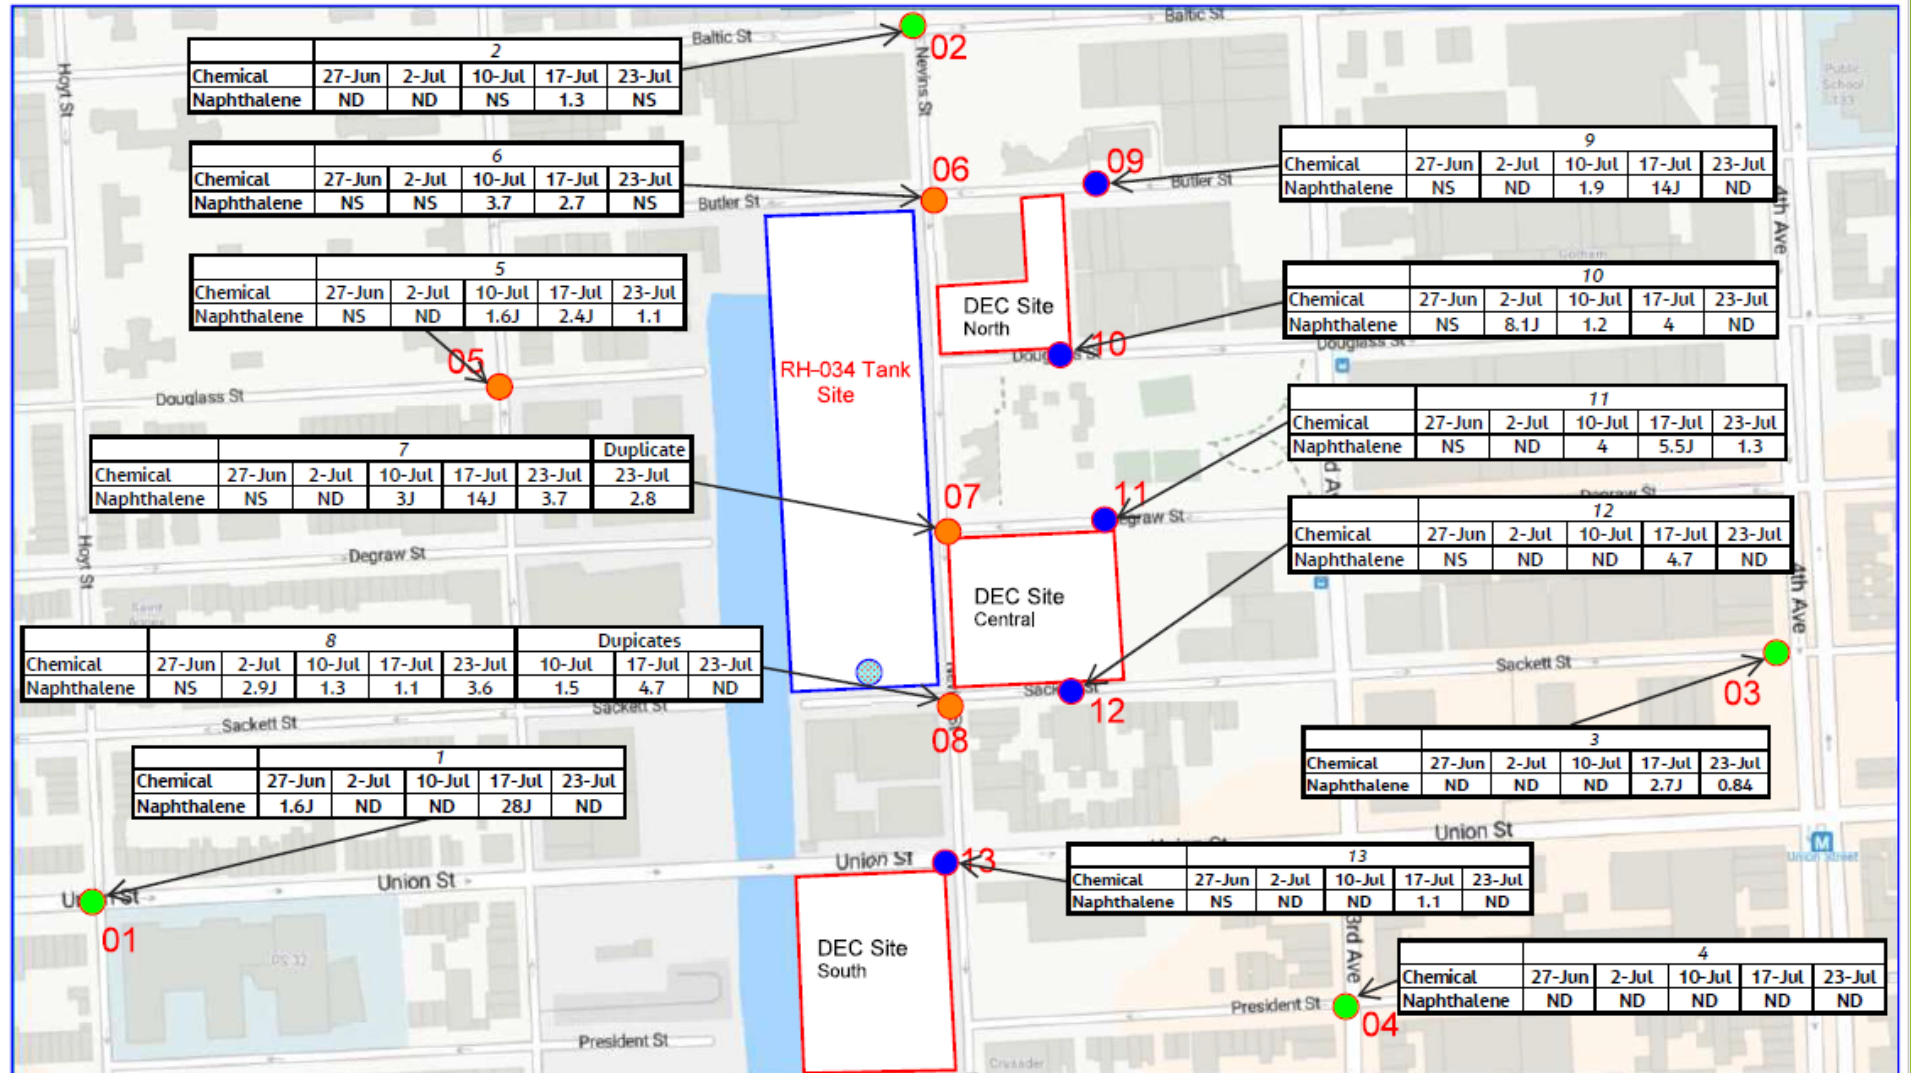 Baltic St
Baltic St
02
Nevins St
Hoyt St
Public
School
133
2
Chemical 27-Jun 2-Jul 10-Jul 17-Jul 23-Jul
Naphthalene ND ND NS 1.3 NS
6
Chemical 27-Jun 2-Jul 10-Jul 17-Jul 23-Jul
Naphthalene NS NS 3.7 2.7 NS
06
Butler St
09
Butler St
9
Chemical 27-Jun 2-Jul 10-Jul 17-Jul 23-Jul
Naphthalene NS ND 1.9 14J ND
4th Ave
5
Chemical 27-Jun 2-Jul 10-Jul 17-Jul 23-Jul
Naphthalene NS ND 1.6J 2.4J 1.1
05
Douglass St
RH-034 Tank
Site
DEC Site
North
10
Douglass St
10
Chemical 27-Jun 2-Jul 10-Jul 17-Jul 23-Jul
Naphthalene NS 8.1J 1.2 4 ND
Douglass St
11
Chemical 27-Jun 2-Jul 10-Jul 17-Jul 23-Jul
Naphthalene NS ND 4 5.5J 1.3
7 Duplicate
Chemical 27-Jun 2-Jul 10-Jul 17-Jul 23-Jul 23-Jul
Naphthalene NS ND 3J 14J 3.7 2.8
07
11
egraw St
Degraw St
12
Chemical 27-Jun 2-Jul 10-Jul 17-Jul 23-Jul
Naphthalene NS ND ND 4.7 ND
Hoyt St
Degraw St
4th Ave
DEC Site
Central
Saint
8 Dupicates
Chemical 27-Jun 2-Jul 10-Jul 17-Jul 23-Jul 10-Jul 17-Jul 23-Jul
Naphthalene NS 2.9J 1.3 1.1 3.6 1.5 4.7 ND
Sackett St
Sackett St
08
12
Sackett St
03
3
Chemical 27-Jun 2-Jul 10-Jul 17-Jul 23-Jul
Naphthalene ND ND ND 2.7J 0.84
1
Chemical 27-Jun 2-Jul 10-Jul 17-Jul 23-Jul
Naphthalene 1.6J ND ND 28J ND
Union St
Union St
Union St
13
Union St
Union Street
M
01
PS 32
DEC Site
South
13
Chemical 27-Jun 2-Jul 10-Jul 17-Jul 23-Jul
Naphthalene NS ND ND 1.1 ND
3rd Ave
4
Chemical 27-Jun 2-Jul 10-Jul 17-Jul 23-Jul
Naphthalene ND ND ND ND ND
President St
04
President St
Crusader